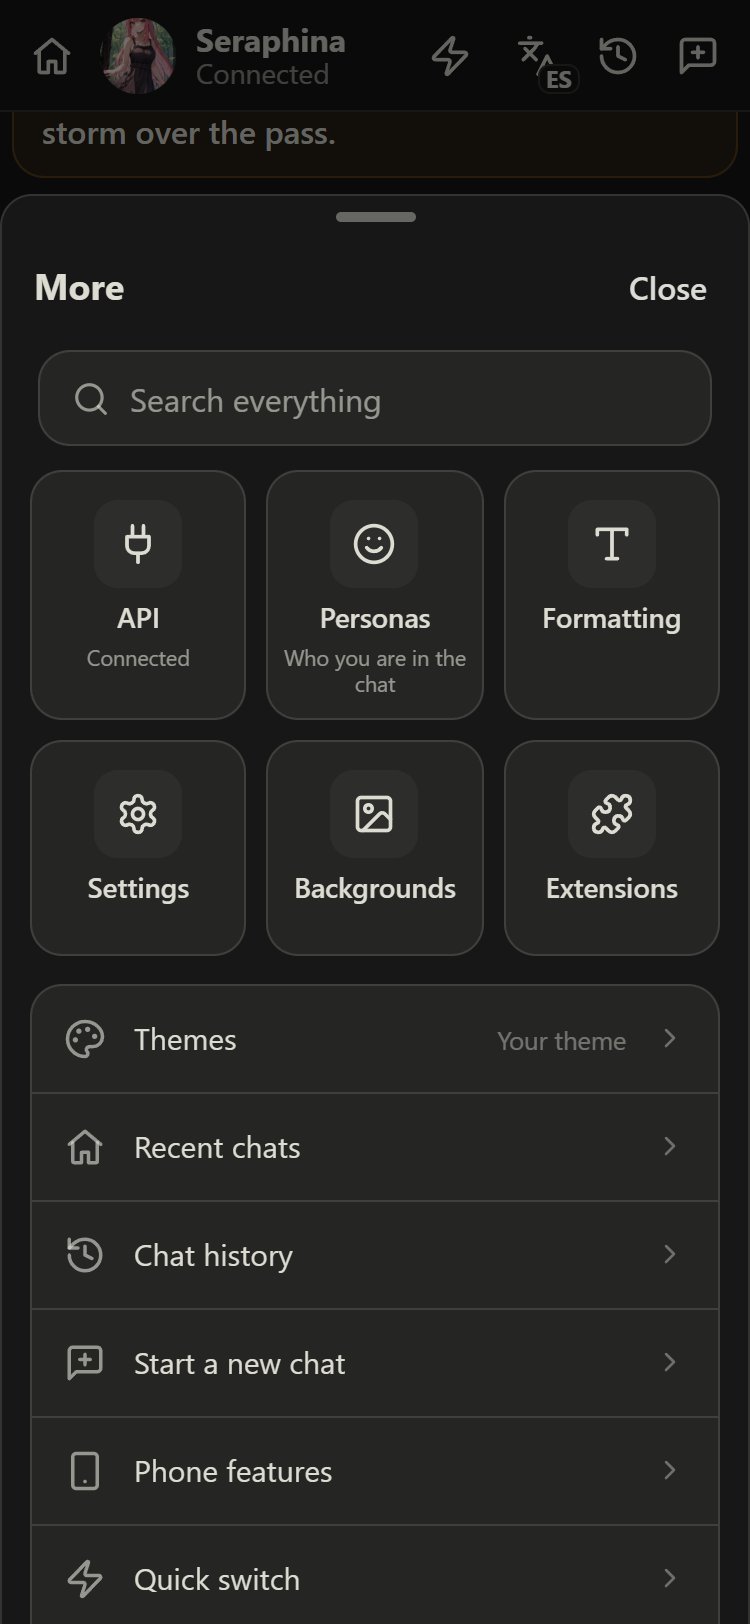 Seraphina
Connected
ES
storm over the pass.
More
Close
Search everything
API
Connected
Personas
Who you are in the
chat
Formatting
Settings
Backgrounds
Extensions
Themes
Your theme
Recent chats
Chat history
Start a new chat
Phone features
Quick switch